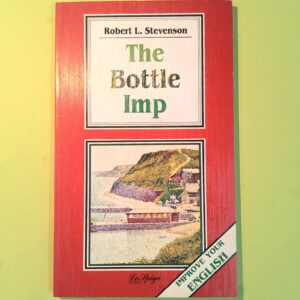 Robert L. Stevenson
The
Bottle
Imp
La Spiga
IMPROVE YOUR
ENGLISH